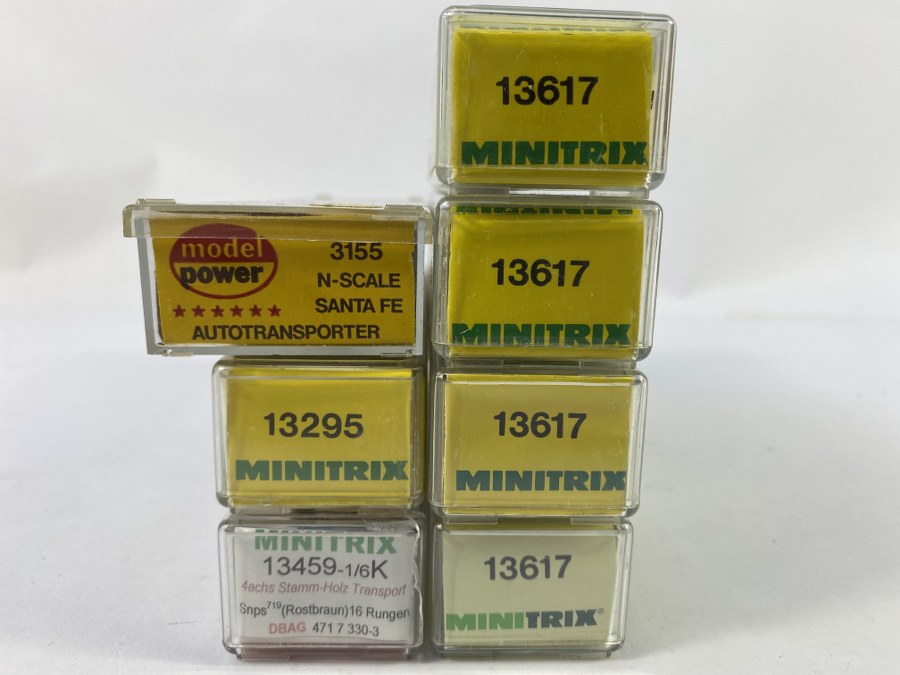 13617
MINITRIX
MINITRIX
13617
MINITRIX
model
power
3155
N-SCALE
SANTA FE
★★★★★★
AUTOTRANSPORTER
13295
MINITRIX
13617
MINITRIX
MINITRIX
13459-1/6K
4achs Stamm-Holz Transport
Snps719(Rostbraun)16 Rungen
DBAG 471 7 330-3
13617
MINITRIX®